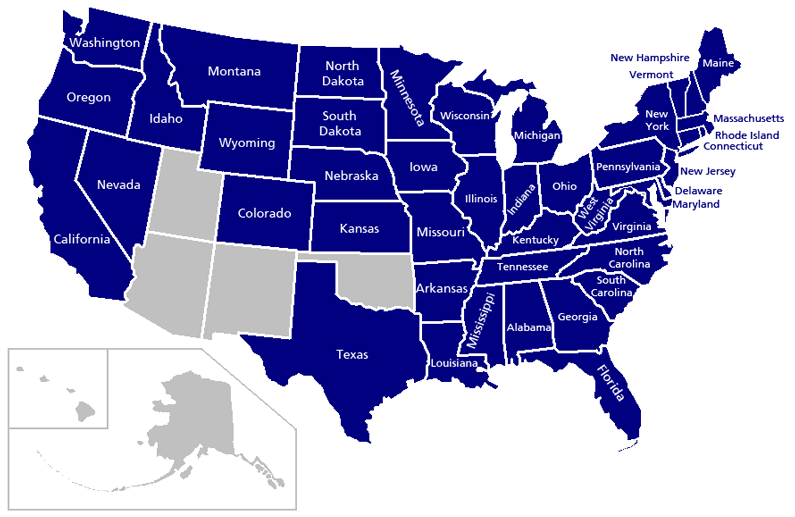 Washington
Montana
North
Dakota
Minnesota
New Hampshire
Vermont
Maine
Oregon
Idaho
Wyoming
South
Dakota
Wisconsin
Michigan
New
York
Massachusetts
Rhode Island
Connecticut
Nevada
Nebraska
Iowa
Illinois
Indiana
Ohio
Pennsylvania
New Jersey
Delaware
Maryland
California
Colorado
Kansas
Missouri
Kentucky
West
Virginia
Virginia
Tennessee
North
Carolina
South
Carolina
Arkansas
Mississippi
Alabama
Georgia
Texas
Louisiana
Florida